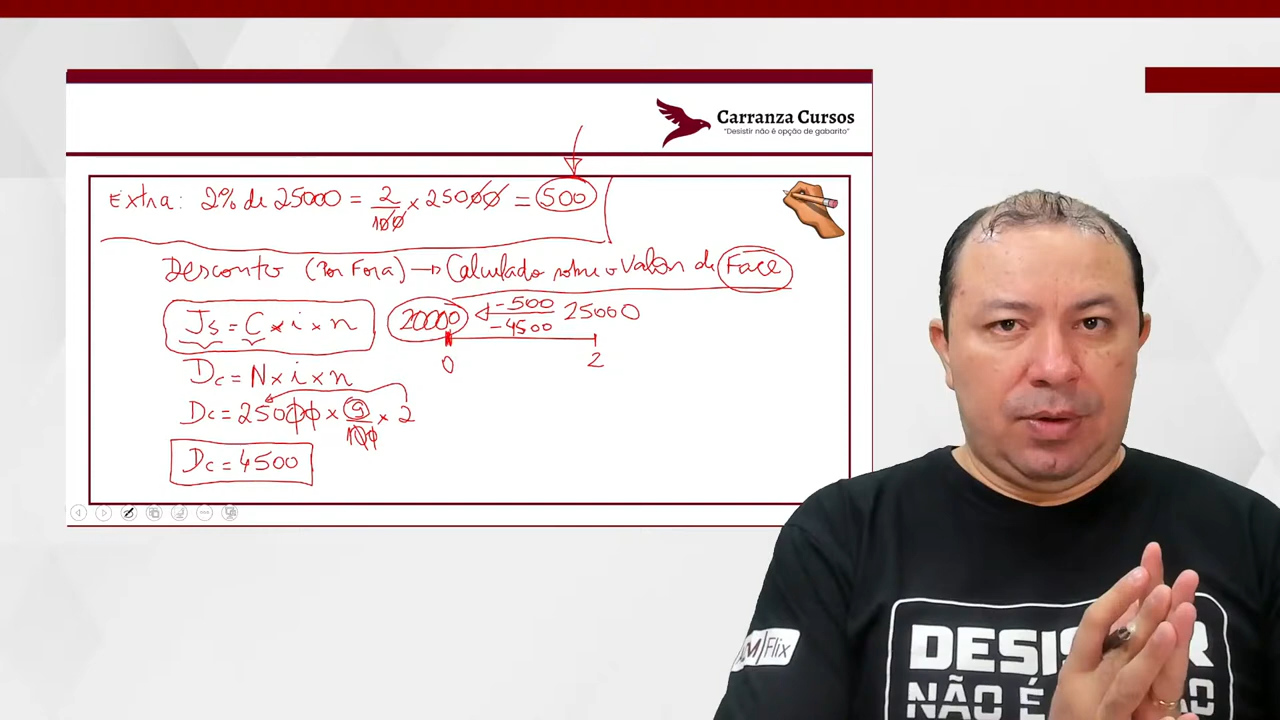 Carranza Cursos
"Desistir não é opção de gabarito"
Extra: 2% de 25000 = 2/100 × 25000 = 500
Desconto (Por Fora) → Calculado sobre o Valor de Face
Js = C × i × n
20000 ← -500 25000
-4500
0 2
Dc = N × i × n
Dc = 25000 × 9/100 × 2
Dc = 4500
Flix
DESIS R
NÃO É